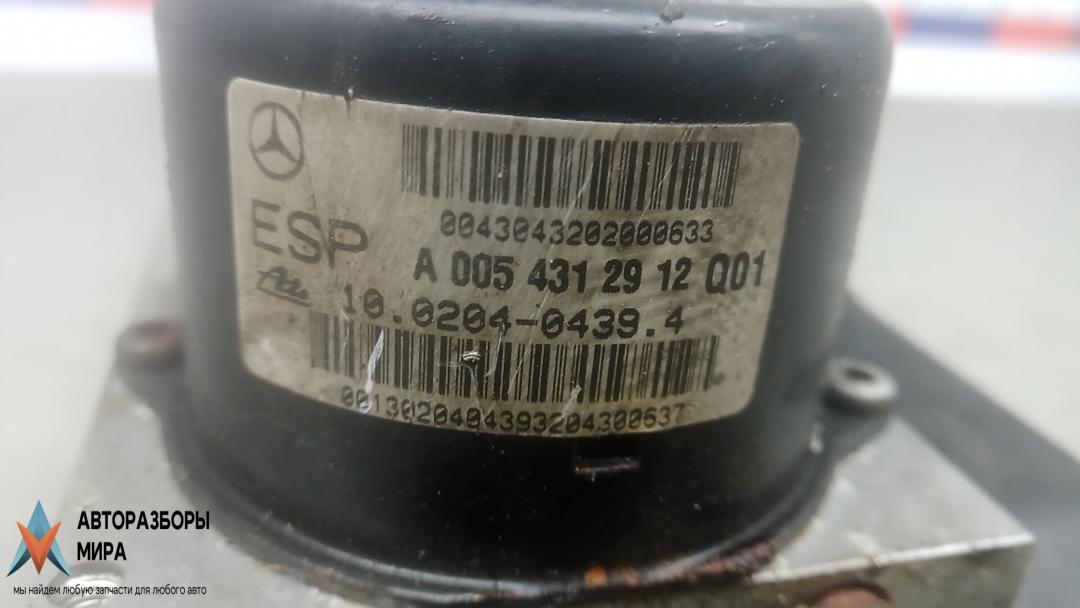 0043043202000633
ESP
A 005 431 29 12 Q01
Ate
10.0204-0439.4
0013020404393204300637
АВТОРАЗБОРЫ
МИРА
мы найдем любую запчасти для любого авто